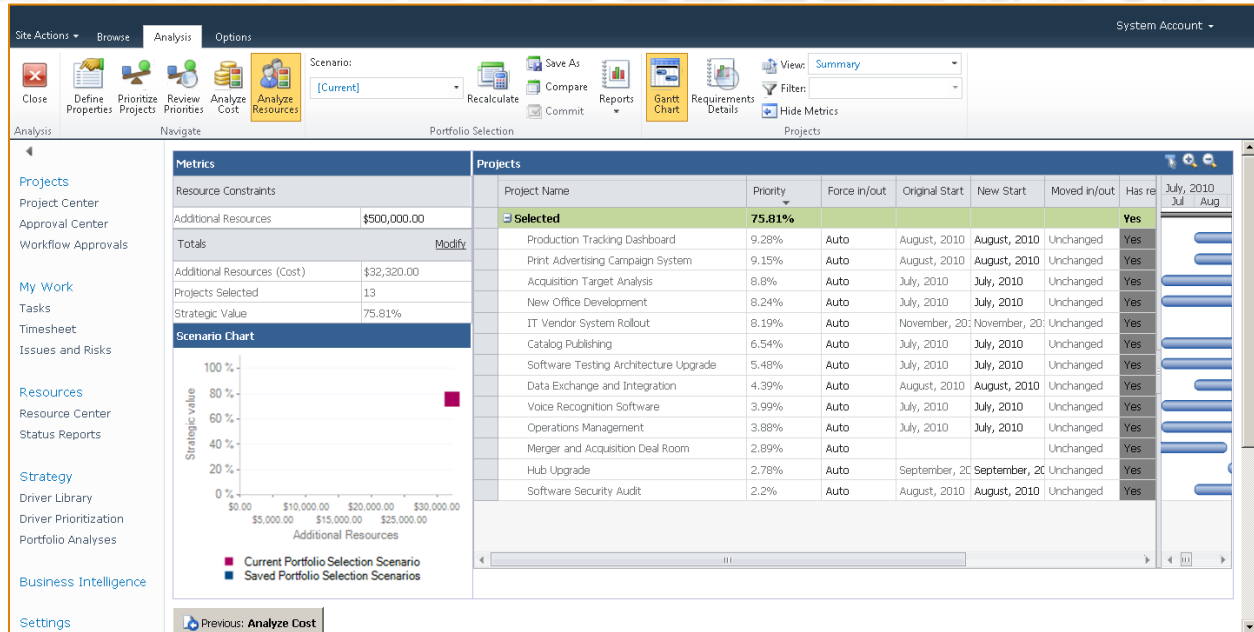 System Account
Site Actions Browse Analysis Options
Close
Define Properties
Prioritize Projects
Review Priorities
Analyze Cost
Analyze Resources
Scenario:
[Current]
Recalculate
Save As
Compare
Commit
Reports
Gantt Chart
Requirements Details
View: Summary
Filter:
Hide Metrics
Analysis Navigate Portfolio Selection Projects
Projects
Project Center
Approval Center
Workflow Approvals
My Work
Tasks
Timesheet
Issues and Risks
Resources
Resource Center
Status Reports
Strategy
Driver Library
Driver Prioritization
Portfolio Analyses
Business Intelligence
Settings
Metrics
Resource Constraints
Additional Resources $500,000.00
Totals Modify
Additional Resources (Cost) $32,320.00
Projects Selected 13
Strategic Value 75.81%
Scenario Chart
Strategic value
100 %
80 %
60 %
40 %
20 %
0 %
$0.00 $10,000.00 $20,000.00 $30,000.00
$5,000.00 $15,000.00 $25,000.00
Additional Resources
Current Portfolio Selection Scenario
Saved Portfolio Selection Scenarios
Projects
Project Name Priority Force in/out Original Start New Start Moved in/out Has re July, 2010
Jul Aug
Selected 75.81% Yes
Production Tracking Dashboard 9.28% Auto August, 2010 August, 2010 Unchanged Yes
Print Advertising Campaign System 9.15% Auto August, 2010 August, 2010 Unchanged Yes
Acquisition Target Analysis 8.8% Auto July, 2010 July, 2010 Unchanged Yes
New Office Development 8.24% Auto July, 2010 July, 2010 Unchanged Yes
IT Vendor System Rollout 8.19% Auto November, 20 November, 20 Unchanged Yes
Catalog Publishing 6.54% Auto July, 2010 July, 2010 Unchanged Yes
Software Testing Architecture Upgrade 5.48% Auto July, 2010 July, 2010 Unchanged Yes
Data Exchange and Integration 4.39% Auto August, 2010 August, 2010 Unchanged Yes
Voice Recognition Software 3.99% Auto July, 2010 July, 2010 Unchanged Yes
Operations Management 3.88% Auto July, 2010 July, 2010 Unchanged Yes
Merger and Acquisition Deal Room 2.89% Auto Unchanged Yes
Hub Upgrade 2.78% Auto September, 20 September, 20 Unchanged Yes
Software Security Audit 2.2% Auto August, 2010 August, 2010 Unchanged Yes
Previous: Analyze Cost